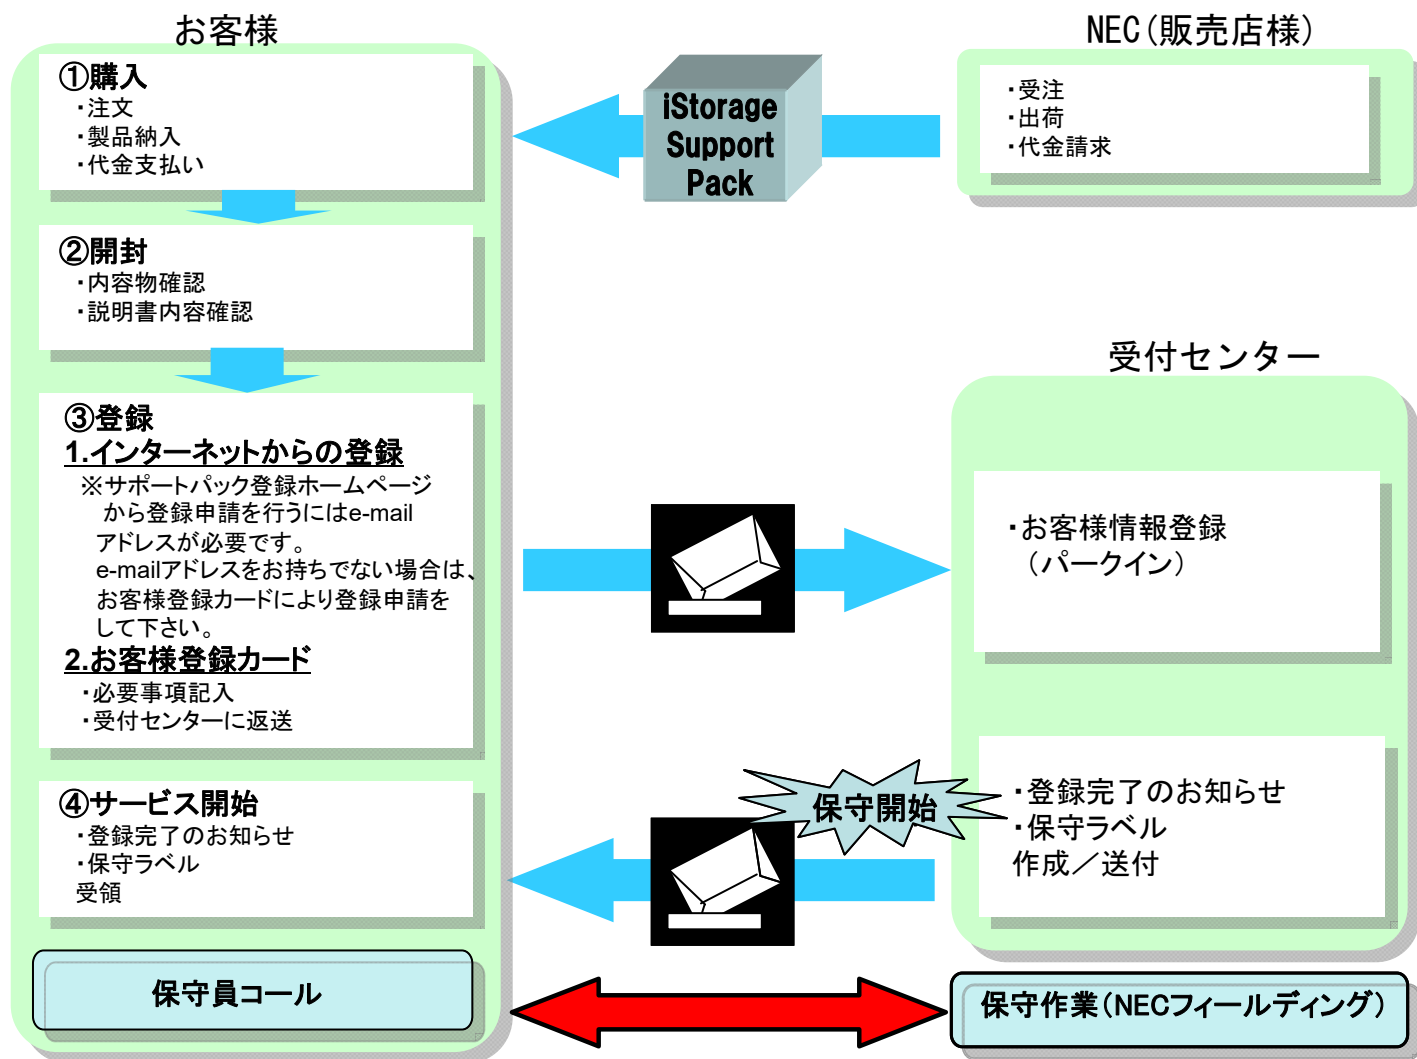 お客様
①購入
・注文
・製品納入
・代金支払い
②開封
・内容物確認
・説明書内容確認
③登録
1.インターネットからの登録
※サポートパック登録ホームページ
から登録申請を行うにはe-mail
アドレスが必要です。
e-mailアドレスをお持ちでない場合は、
お客様登録カードにより登録申請を
して下さい。
2.お客様登録カード
・必要事項記入
・受付センターに返送
④サービス開始
・登録完了のお知らせ
・保守ラベル
受領
保守員コール
iStorage
Support
Pack
保守開始
NEC(販売店様)
・受注
・出荷
・代金請求
受付センター
・お客様情報登録
（パークイン）
・登録完了のお知らせ
・保守ラベル
作成／送付
保守作業(NECフィールディング)